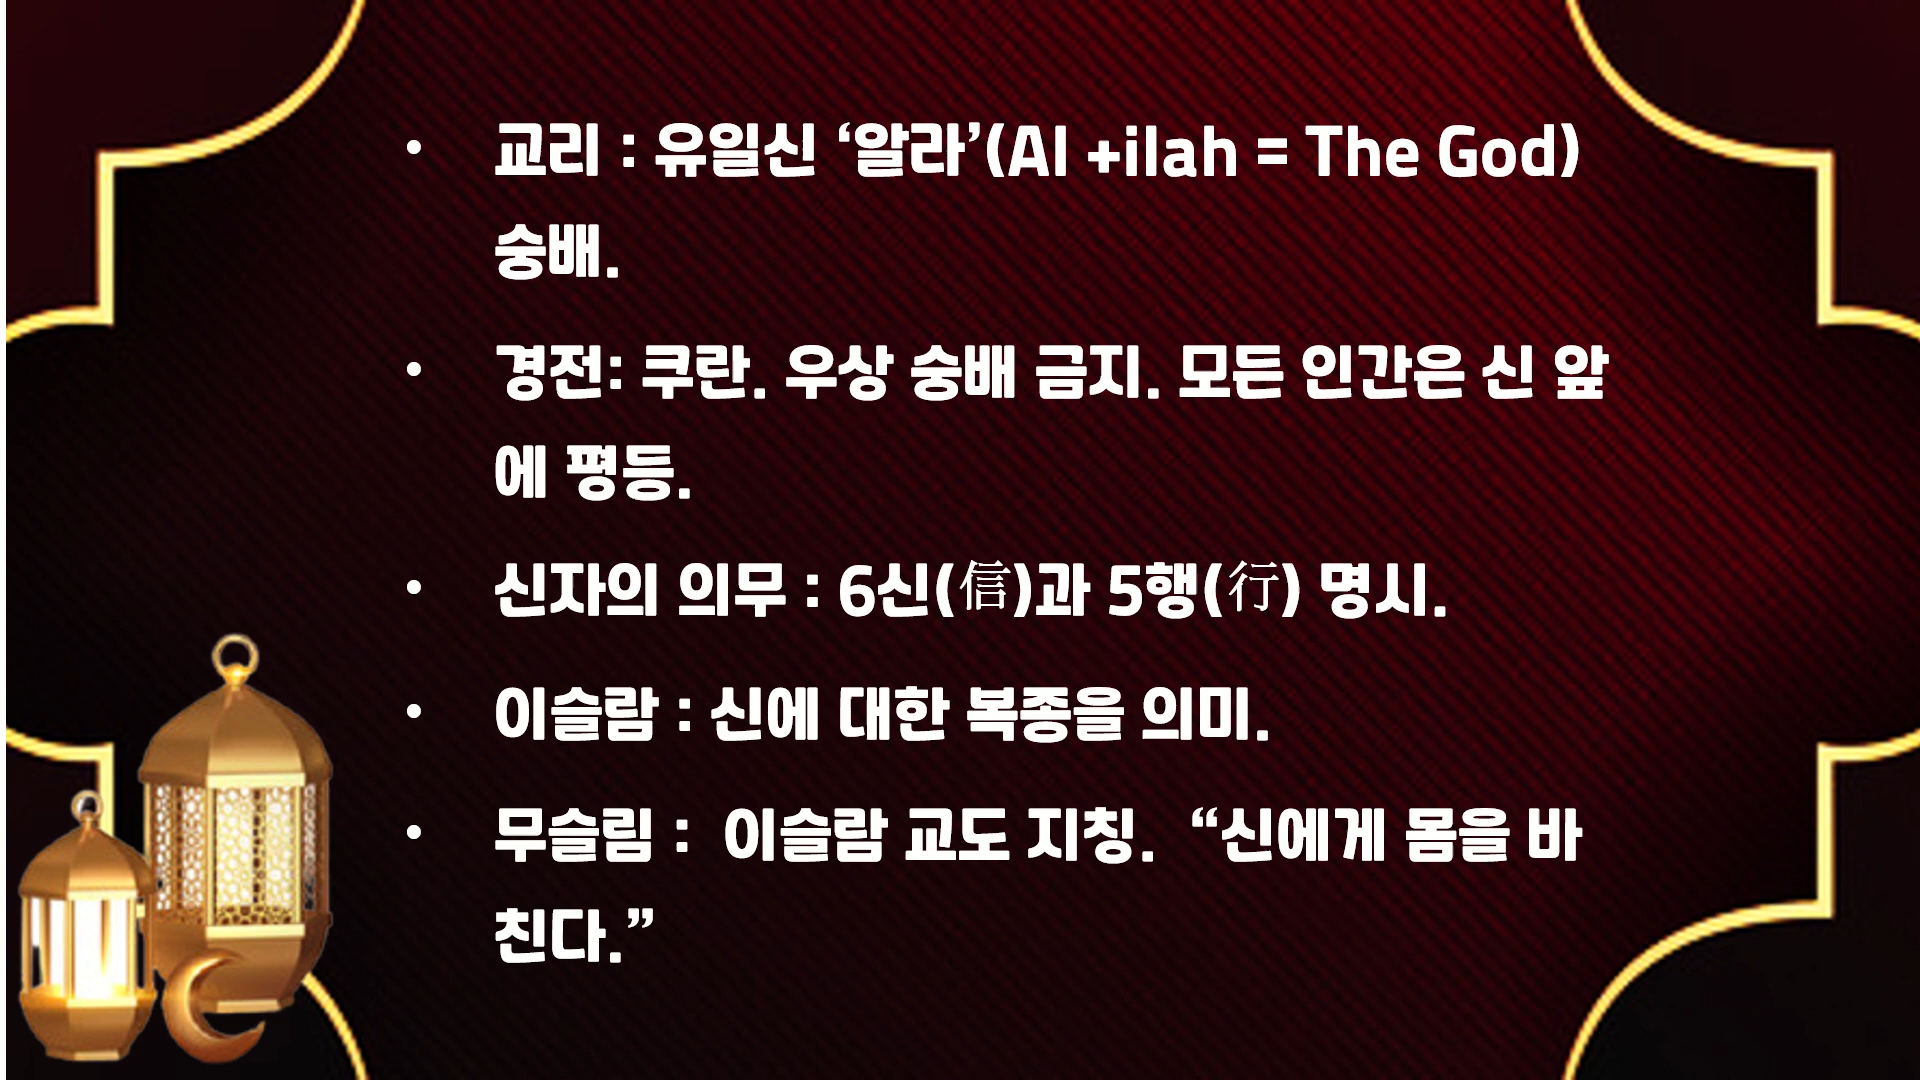 • 교리 : 유일신 ‘알라’(Al +ilah = The God)
숭배.
• 경전: 쿠란. 우상 숭배 금지. 모든 인간은 신 앞
에 평등.
• 신자의 의무 : 6신(信)과 5행(行) 명시.
• 이슬람 : 신에 대한 복종을 의미.
• 무슬림 : 이슬람 교도 지칭. “신에게 몸을 바
친다.”